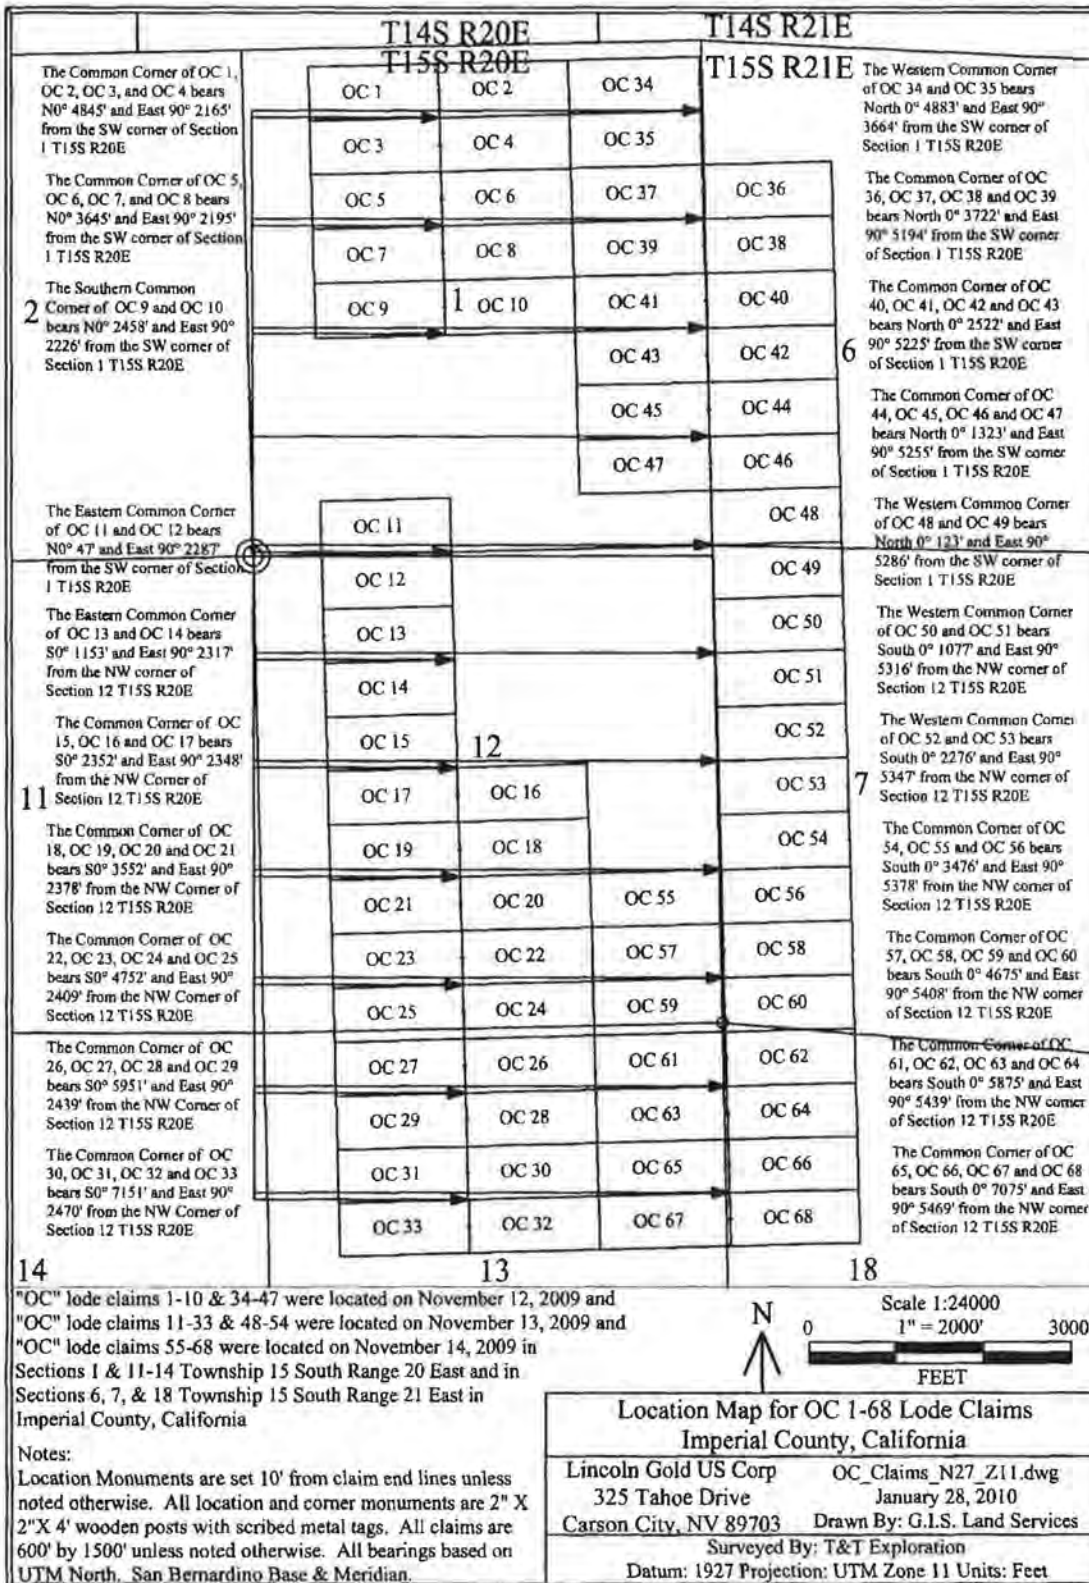 T14S R20E
T14S R21E
T15S R20E
T15S R21E
The Common Corner of OC 1,
OC 2, OC 3, and OC 4 bears
N0° 4845' and East 90° 2165'
from the SW corner of Section
1 T15S R20E
The Common Corner of OC 5,
OC 6, OC 7, and OC 8 bears
N0° 3645' and East 90° 2195'
from the SW corner of Section
1 T15S R20E
The Southern Common
Corner of OC 9 and OC 10
bears N0° 2458' and East 90°
2226' from the SW corner of
Section 1 T15S R20E
2
The Eastern Common Corner
of OC 11 and OC 12 bears
N0° 47' and East 90° 2287'
from the SW corner of Section
1 T15S R20E
The Eastern Common Corner
of OC 13 and OC 14 bears
S0° 1153' and East 90° 2317'
from the NW corner of
Section 12 T15S R20E
The Common Corner of OC
15, OC 16 and OC 17 bears
S0° 2352' and East 90° 2348'
from the NW Corner of
Section 12 T15S R20E
11
The Common Corner of OC
18, OC 19, OC 20 and OC 21
bears S0° 3552' and East 90°
2378' from the NW Corner of
Section 12 T15S R20E
The Common Corner of OC
22, OC 23, OC 24 and OC 25
bears S0° 4752' and East 90°
2409' from the NW Corner of
Section 12 T15S R20E
The Common Corner of OC
26, OC 27, OC 28 and OC 29
bears S0° 5951' and East 90°
2439' from the NW Corner of
Section 12 T15S R20E
The Common Corner of OC
30, OC 31, OC 32 and OC 33
bears S0° 7151' and East 90°
2470' from the NW Corner of
Section 12 T15S R20E
OC 1 OC 2 OC 34
OC 3 OC 4 OC 35
OC 5 OC 6 OC 37 OC 36
OC 7 OC 8 OC 39 OC 38
OC 9 1 OC 10 OC 41 OC 40
OC 43 OC 42
6
OC 45 OC 44
OC 47 OC 46
OC 11 OC 48
OC 12 OC 49
OC 13 OC 50
OC 14 OC 51
OC 15 12 OC 52
OC 17 OC 16 OC 53
7
OC 19 OC 18 OC 54
OC 21 OC 20 OC 55 OC 56
OC 23 OC 22 OC 57 OC 58
OC 25 OC 24 OC 59 OC 60
OC 27 OC 26 OC 61 OC 62
OC 29 OC 28 OC 63 OC 64
OC 31 OC 30 OC 65 OC 66
OC 33 OC 32 OC 67 OC 68
The Western Common Corner
of OC 34 and OC 35 bears
North 0° 4883' and East 90°
3664' from the SW corner of
Section 1 T15S R20E
The Common Corner of OC
36, OC 37, OC 38 and OC 39
bears North 0° 3722' and East
90° 5194' from the SW corner
of Section 1 T15S R20E
The Common Corner of OC
40, OC 41, OC 42 and OC 43
bears North 0° 2522' and East
90° 5225' from the SW corner
of Section 1 T15S R20E
The Common Corner of OC
44, OC 45, OC 46 and OC 47
bears North 0° 1323' and East
90° 5255' from the SW corner
of Section 1 T15S R20E
The Western Common Corner
of OC 48 and OC 49 bears
North 0° 123' and East 90°
5286' from the SW corner of
Section 1 T15S R20E
The Western Common Corner
of OC 50 and OC 51 bears
South 0° 1077' and East 90°
5316' from the NW corner of
Section 12 T15S R20E
The Western Common Corner
of OC 52 and OC 53 bears
South 0° 2276' and East 90°
5347' from the NW corner of
Section 12 T15S R20E
The Common Corner of OC
54, OC 55 and OC 56 bears
South 0° 3476' and East 90°
5378' from the NW corner of
Section 12 T15S R20E
The Common Corner of OC
57, OC 58, OC 59 and OC 60
bears South 0° 4675' and East
90° 5408' from the NW corner
of Section 12 T15S R20E
The Common Corner of OC
61, OC 62, OC 63 and OC 64
bears South 0° 5875' and East
90° 5439' from the NW corner
of Section 12 T15S R20E
The Common Corner of OC
65, OC 66, OC 67 and OC 68
bears South 0° 7075' and East
90° 5469' from the NW corner
of Section 12 T15S R20E
14 13 18
"OC" lode claims 1-10 & 34-47 were located on November 12, 2009 and
"OC" lode claims 11-33 & 48-54 were located on November 13, 2009 and
"OC" lode claims 55-68 were located on November 14, 2009 in
Sections 1 & 11-14 Township 15 South Range 20 East and in
Sections 6, 7, & 18 Township 15 South Range 21 East in
Imperial County, California
Notes:
Location Monuments are set 10' from claim end lines unless
noted otherwise. All location and corner monuments are 2" X
2"X 4' wooden posts with scribed metal tags. All claims are
600' by 1500' unless noted otherwise. All bearings based on
UTM North. San Bernardino Base & Meridian.
N
Scale 1:24000
0 1" = 2000' 3000
FEET
Location Map for OC 1-68 Lode Claims
Imperial County, California
Lincoln Gold US Corp
325 Tahoe Drive
Carson City, NV 89703
OC_Claims_N27_Z11.dwg
January 28, 2010
Drawn By: G.I.S. Land Services
Surveyed By: T&T Exploration
Datum: 1927 Projection: UTM Zone 11 Units: Feet